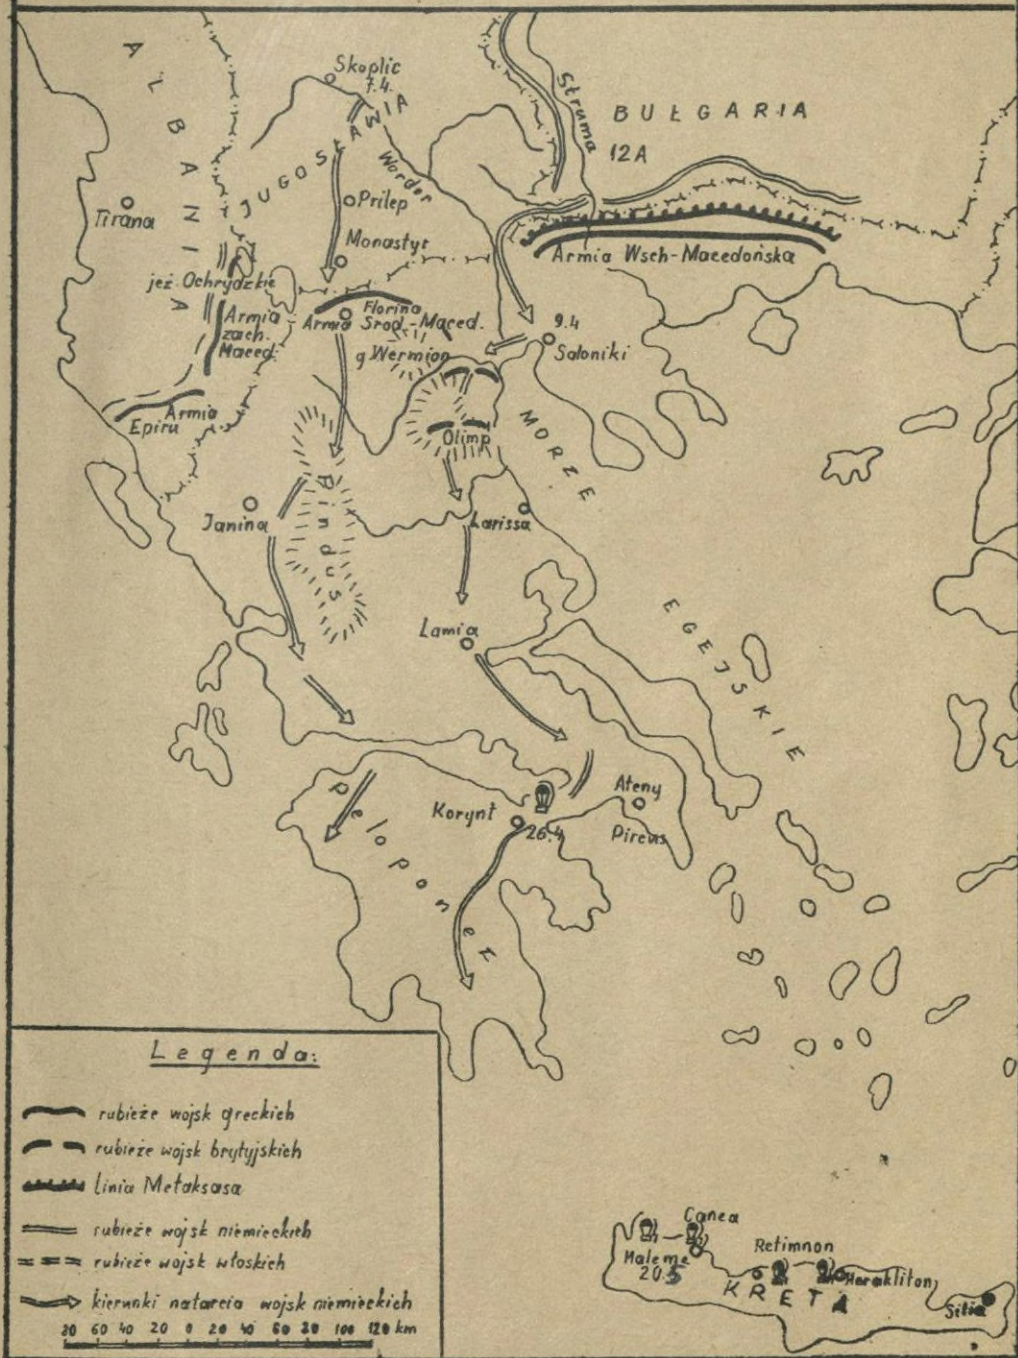 ALBANIA
Skoplic
7.4.
JUGOSŁAWIA
Struma
BUŁGARIA
12A
Wardar
Tirana
Prilep
Monastyr
Armia Wsch-Macedońska
jez. Ochrydzkie
Armia
zach.
Maced.
Florina
Armia Środ.-Maced.
g. Wermion
9.4
Saloniki
Armia
Epiru
Olimp
MORZE
EGEJSKIE
Janina
Pindus
Larissa
Lamia
Ateny
Korynt
26.4
Pireus
Peloponez
Legenda:
rubieże wojsk greckich
rubieże wojsk brytyjskich
linia Metaksasa
rubieże wojsk niemieckich
rubieże wojsk włoskich
kierunki natarcia wojsk niemieckich
80 60 40 20 0 20 40 60 80 100 120 km
Canea
Maleme
20.5
Retimnon
Herakliton
KRETA
Sitia